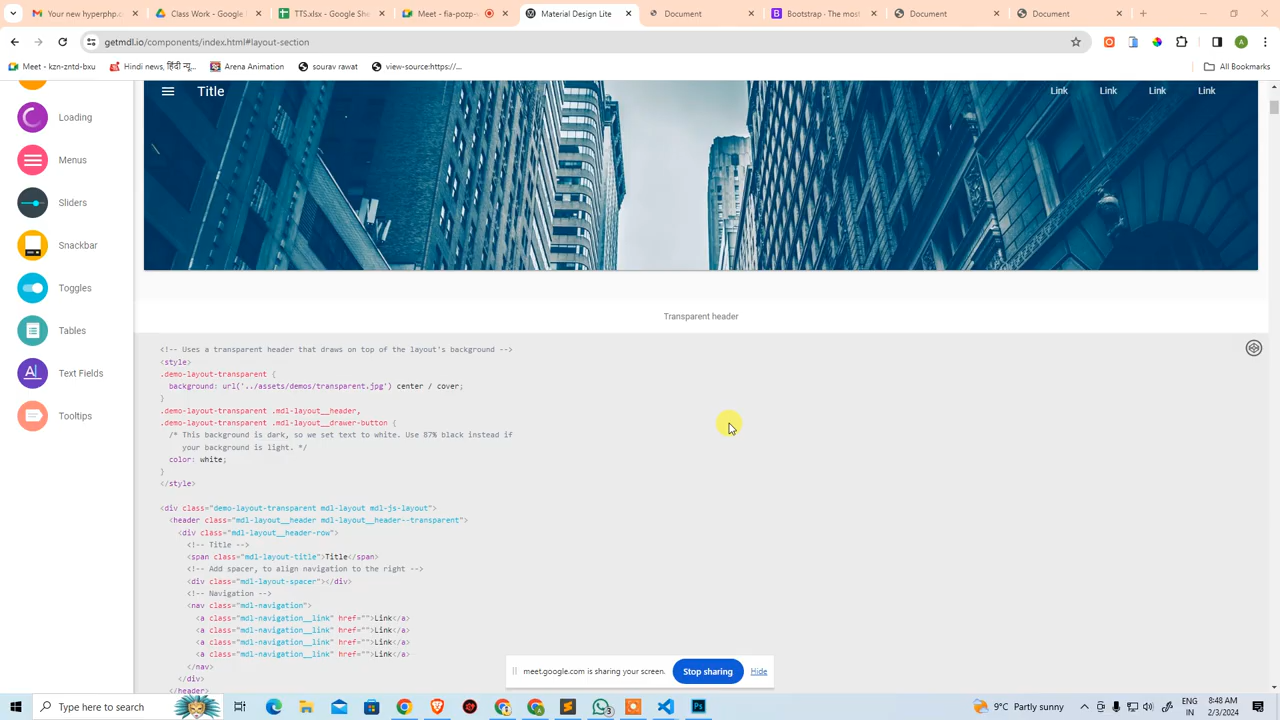 Your new hyperpen
Class Work - Google
TTS.xlsx - Google She
Meet - fia-pozp-v
Material Design Lite
Document
Bootstrap - The most
Document
Document
getmdl.io/components/index.html#layout-section
Meet - kzn-zntd-bxu
Hindi news, हिंदी न्यू...
Arena Animation
sourav rawat
view-source:https://...
All Bookmarks
Title
Link
Link
Link
Link
Loading
Menus
Sliders
Snackbar
Toggles
Tables
Text Fields
Tooltips
Transparent header
<!-- Uses a transparent header that draws on top of the layout's background -->
<style>
.demo-layout-transparent {
background: url('../assets/demos/transparent.jpg') center / cover;
}
.demo-layout-transparent .mdl-layout__header,
.demo-layout-transparent .mdl-layout__drawer-button {
/* This background is dark, so we set text to white. Use 87% black instead if
your background is light. */
color: white;
}
</style>
<div class="demo-layout-transparent mdl-layout mdl-js-layout">
<header class="mdl-layout__header mdl-layout__header--transparent">
<div class="mdl-layout__header-row">
<!-- Title -->
<span class="mdl-layout-title">Title</span>
<!-- Add spacer, to align navigation to the right -->
<div class="mdl-layout-spacer"></div>
<!-- Navigation -->
<nav class="mdl-navigation">
<a class="mdl-navigation__link" href="">Link</a>
<a class="mdl-navigation__link" href="">Link</a>
<a class="mdl-navigation__link" href="">Link</a>
<a class="mdl-navigation__link" href="">Link</a>
</nav>
</div>
</header>
meet.google.com is sharing your screen.
Stop sharing
Hide
Type here to search
3
9°C Partly sunny
ENG
IN
8:48 AM
2/3/2024